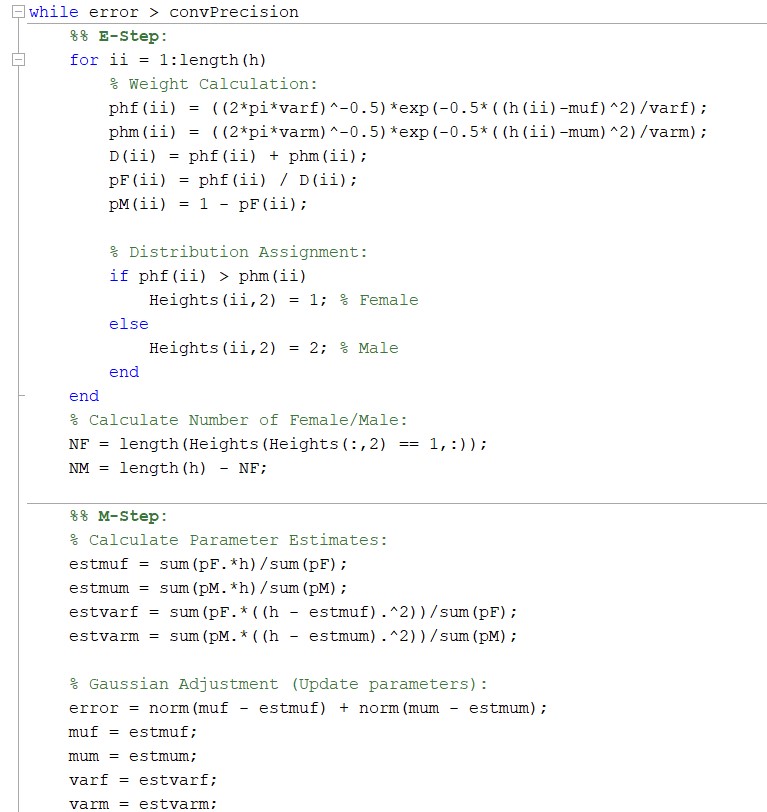 while error > convPrecision
%% E-Step:
for ii = 1:length(h)
% Weight Calculation:
phf(ii) = ((2*pi*varf)^-0.5)*exp(-0.5*((h(ii)-muf)^2)/varf);
phm(ii) = ((2*pi*varm)^-0.5)*exp(-0.5*((h(ii)-mum)^2)/varm);
D(ii) = phf(ii) + phm(ii);
pF(ii) = phf(ii) / D(ii);
pM(ii) = 1 - pF(ii);
% Distribution Assignment:
if phf(ii) > phm(ii)
Heights(ii,2) = 1; % Female
else
Heights(ii,2) = 2; % Male
end
end
% Calculate Number of Female/Male:
NF = length(Heights(Heights(:,2) == 1,:));
NM = length(h) - NF;
%% M-Step:
% Calculate Parameter Estimates:
estmuf = sum(pF.*h)/sum(pF);
estmum = sum(pM.*h)/sum(pM);
estvarf = sum(pF.*((h - estmuf).^2))/sum(pF);
estvarm = sum(pM.*((h - estmum).^2))/sum(pM);
% Gaussian Adjustment (Update parameters):
error = norm(muf - estmuf) + norm(mum - estmum);
muf = estmuf;
mum = estmum;
varf = estvarf;
varm = estvarm;